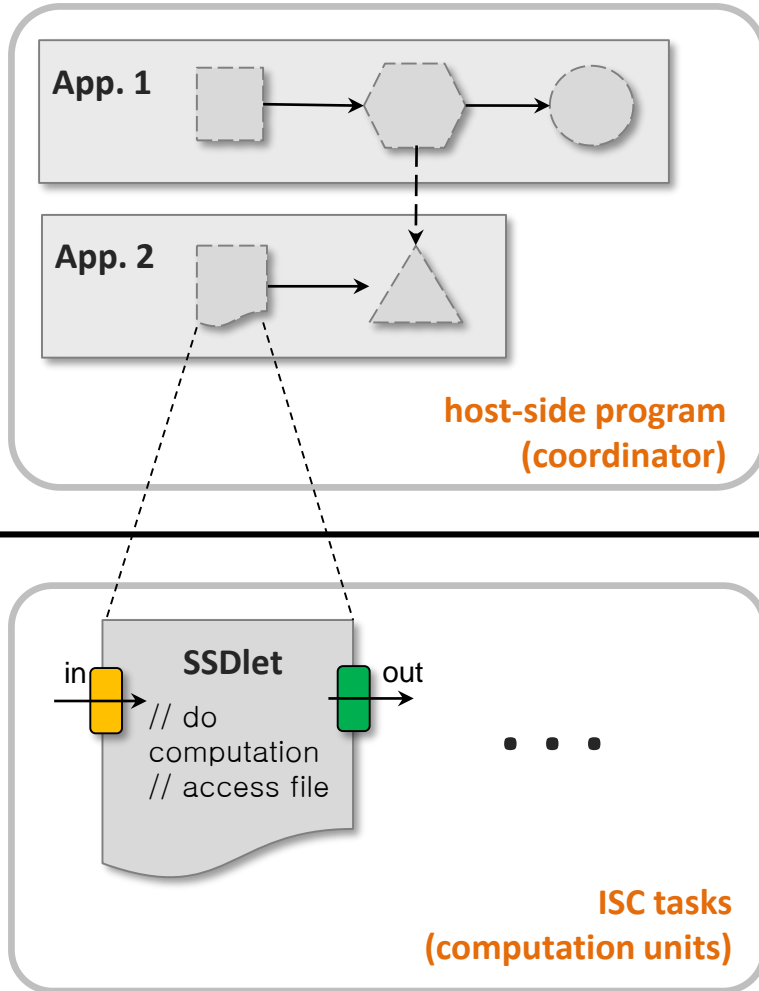 App. 1
App. 2
host-side program
(coordinator)
SSDlet
in
out
// do
computation
// access file
. . .
ISC tasks
(computation units)